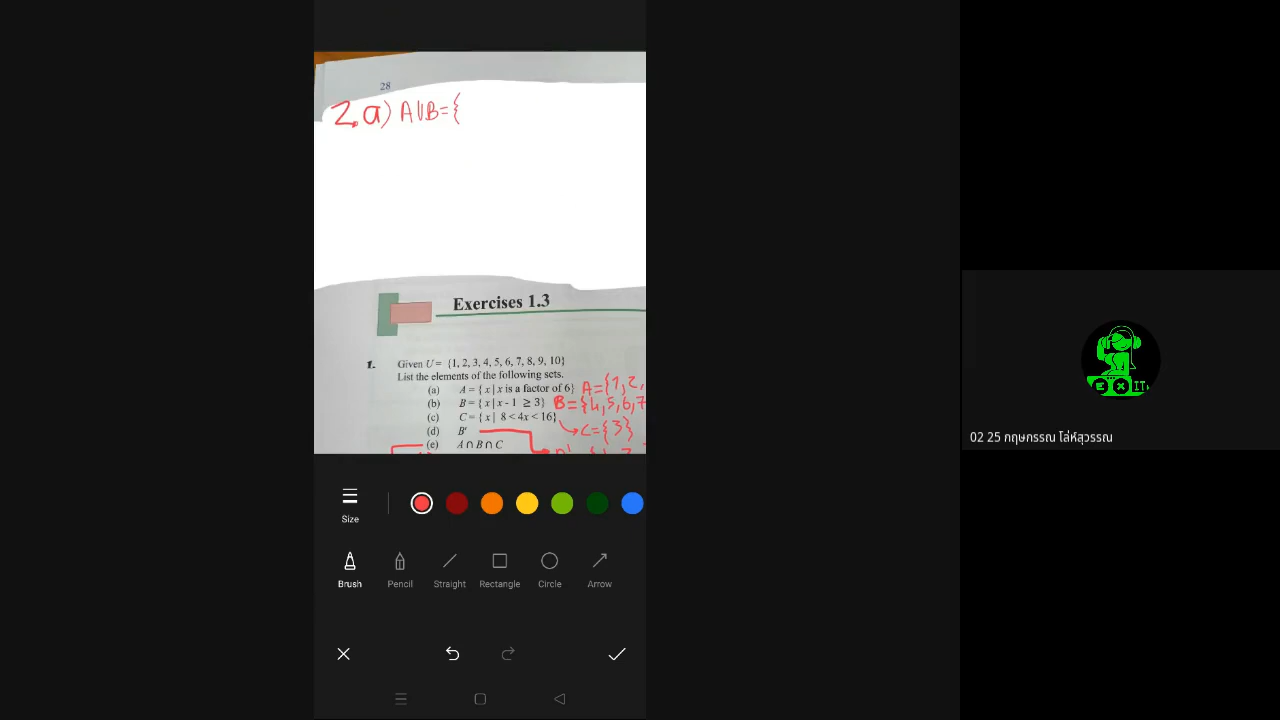 28
2.a) A∪B={
Exercises 1.3
1. Given U = {1, 2, 3, 4, 5, 6, 7, 8, 9, 10}
List the elements of the following sets.
(a) A = { x | x is a factor of 6} A={1, 2,
(b) B = { x | x - 1 ≥ 3} B={4,5,6,7
(c) C = { x | 8 < 4x < 16} C={3}
(d) B'
(e) A ∩ B ∩ C
Size
Brush
Pencil
Straight
Rectangle
Circle
Arrow
E X IT
02 25 กฤษกรรณ โล่ห์สุวรรณ